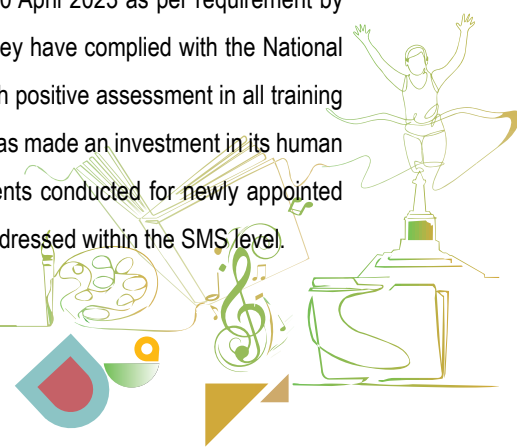 0 April 2023 as per requirement by
ey have complied with the National
h positive assessment in all training
as made an investment in its human
ents conducted for newly appointed
dressed within the SMS level.